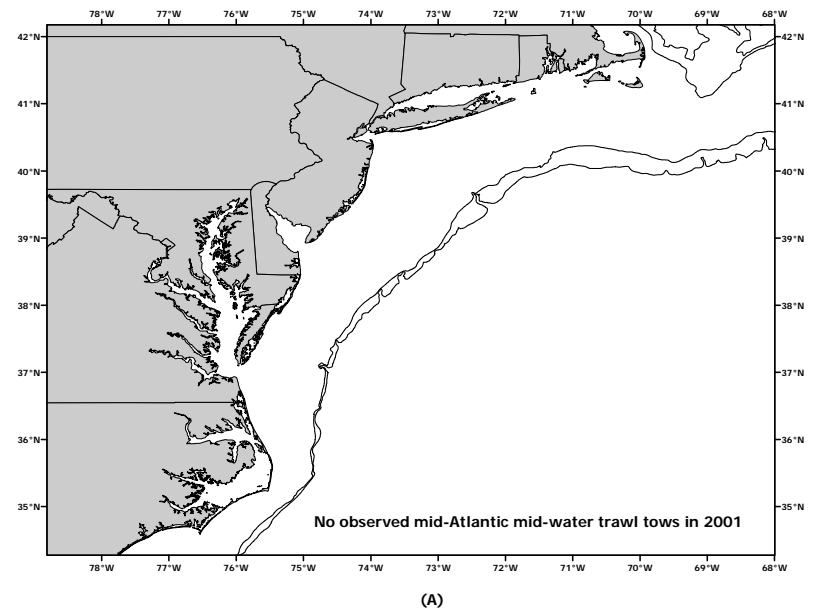 78°W 77°W 76°W 75°W 74°W 73°W 72°W 71°W 70°W 69°W 68°W
42°N 42°N
41°N 41°N
40°N 40°N
39°N 39°N
38°N 38°N
37°N 37°N
36°N 36°N
35°N 35°N
No observed mid-Atlantic mid-water trawl tows in 2001
78°W 77°W 76°W 75°W 74°W 73°W 72°W 71°W 70°W 69°W 68°W
(A)